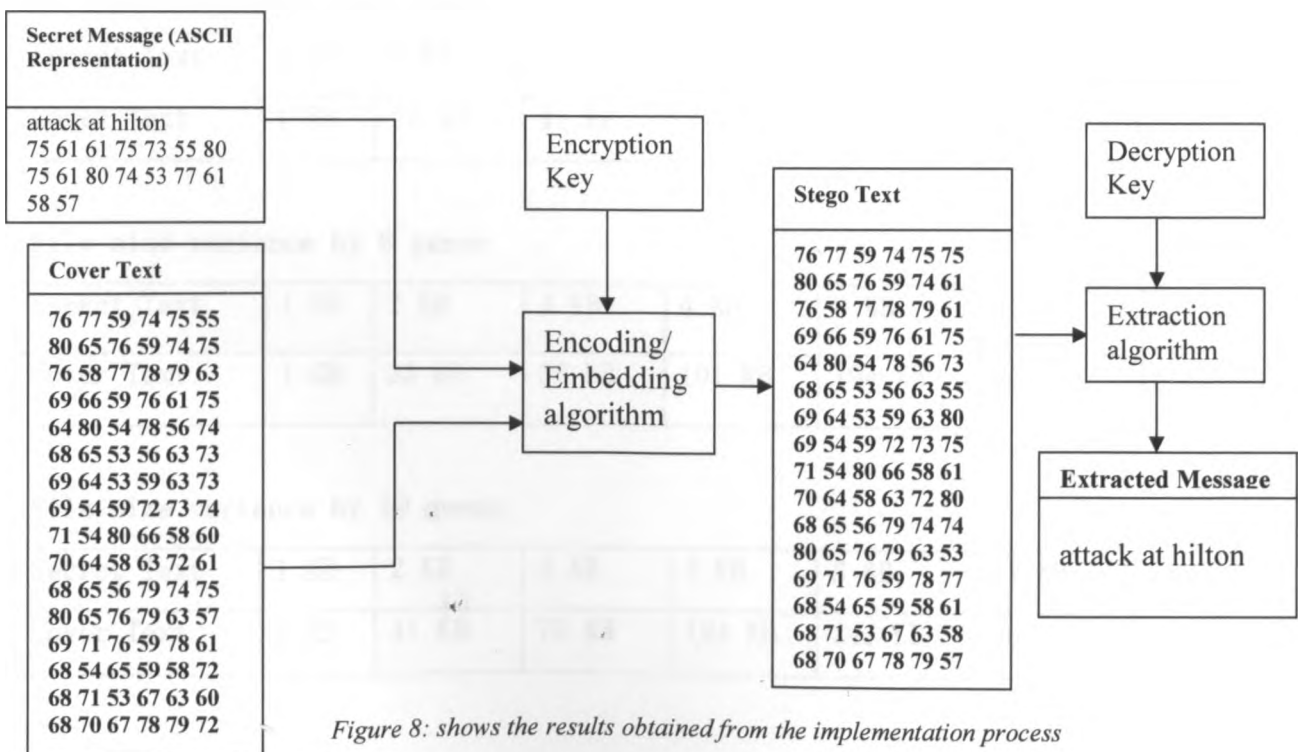 Secret Message (ASCII
Representation)
attack at hilton
75 61 61 75 73 55 80
75 61 80 74 53 77 61
58 57
Cover Text
76 77 59 74 75 55
80 65 76 59 74 75
76 58 77 78 79 63
69 66 59 76 61 75
64 80 54 78 56 74
68 65 53 56 63 73
69 64 53 59 63 73
69 54 59 72 73 74
71 54 80 66 58 60
70 64 58 63 72 61
68 65 56 79 74 75
80 65 76 79 63 57
69 71 76 59 78 61
68 54 65 59 58 72
68 71 53 67 63 60
68 70 67 78 79 72
Encryption
Key
Encoding/
Embedding
algorithm
Stego Text
76 77 59 74 75 75
80 65 76 59 74 61
76 58 77 78 79 61
69 66 59 76 61 75
64 80 54 78 56 73
68 65 53 56 63 55
69 64 53 59 63 80
69 54 59 72 73 75
71 54 80 66 58 61
70 64 58 63 72 80
68 65 56 79 74 74
80 65 76 79 63 53
69 71 76 59 78 77
68 54 65 59 58 61
68 71 53 67 63 58
68 70 67 78 79 57
Decryption
Key
Extraction
algorithm
Extracted Message
attack at hilton
Figure 8: shows the results obtained from the implementation process